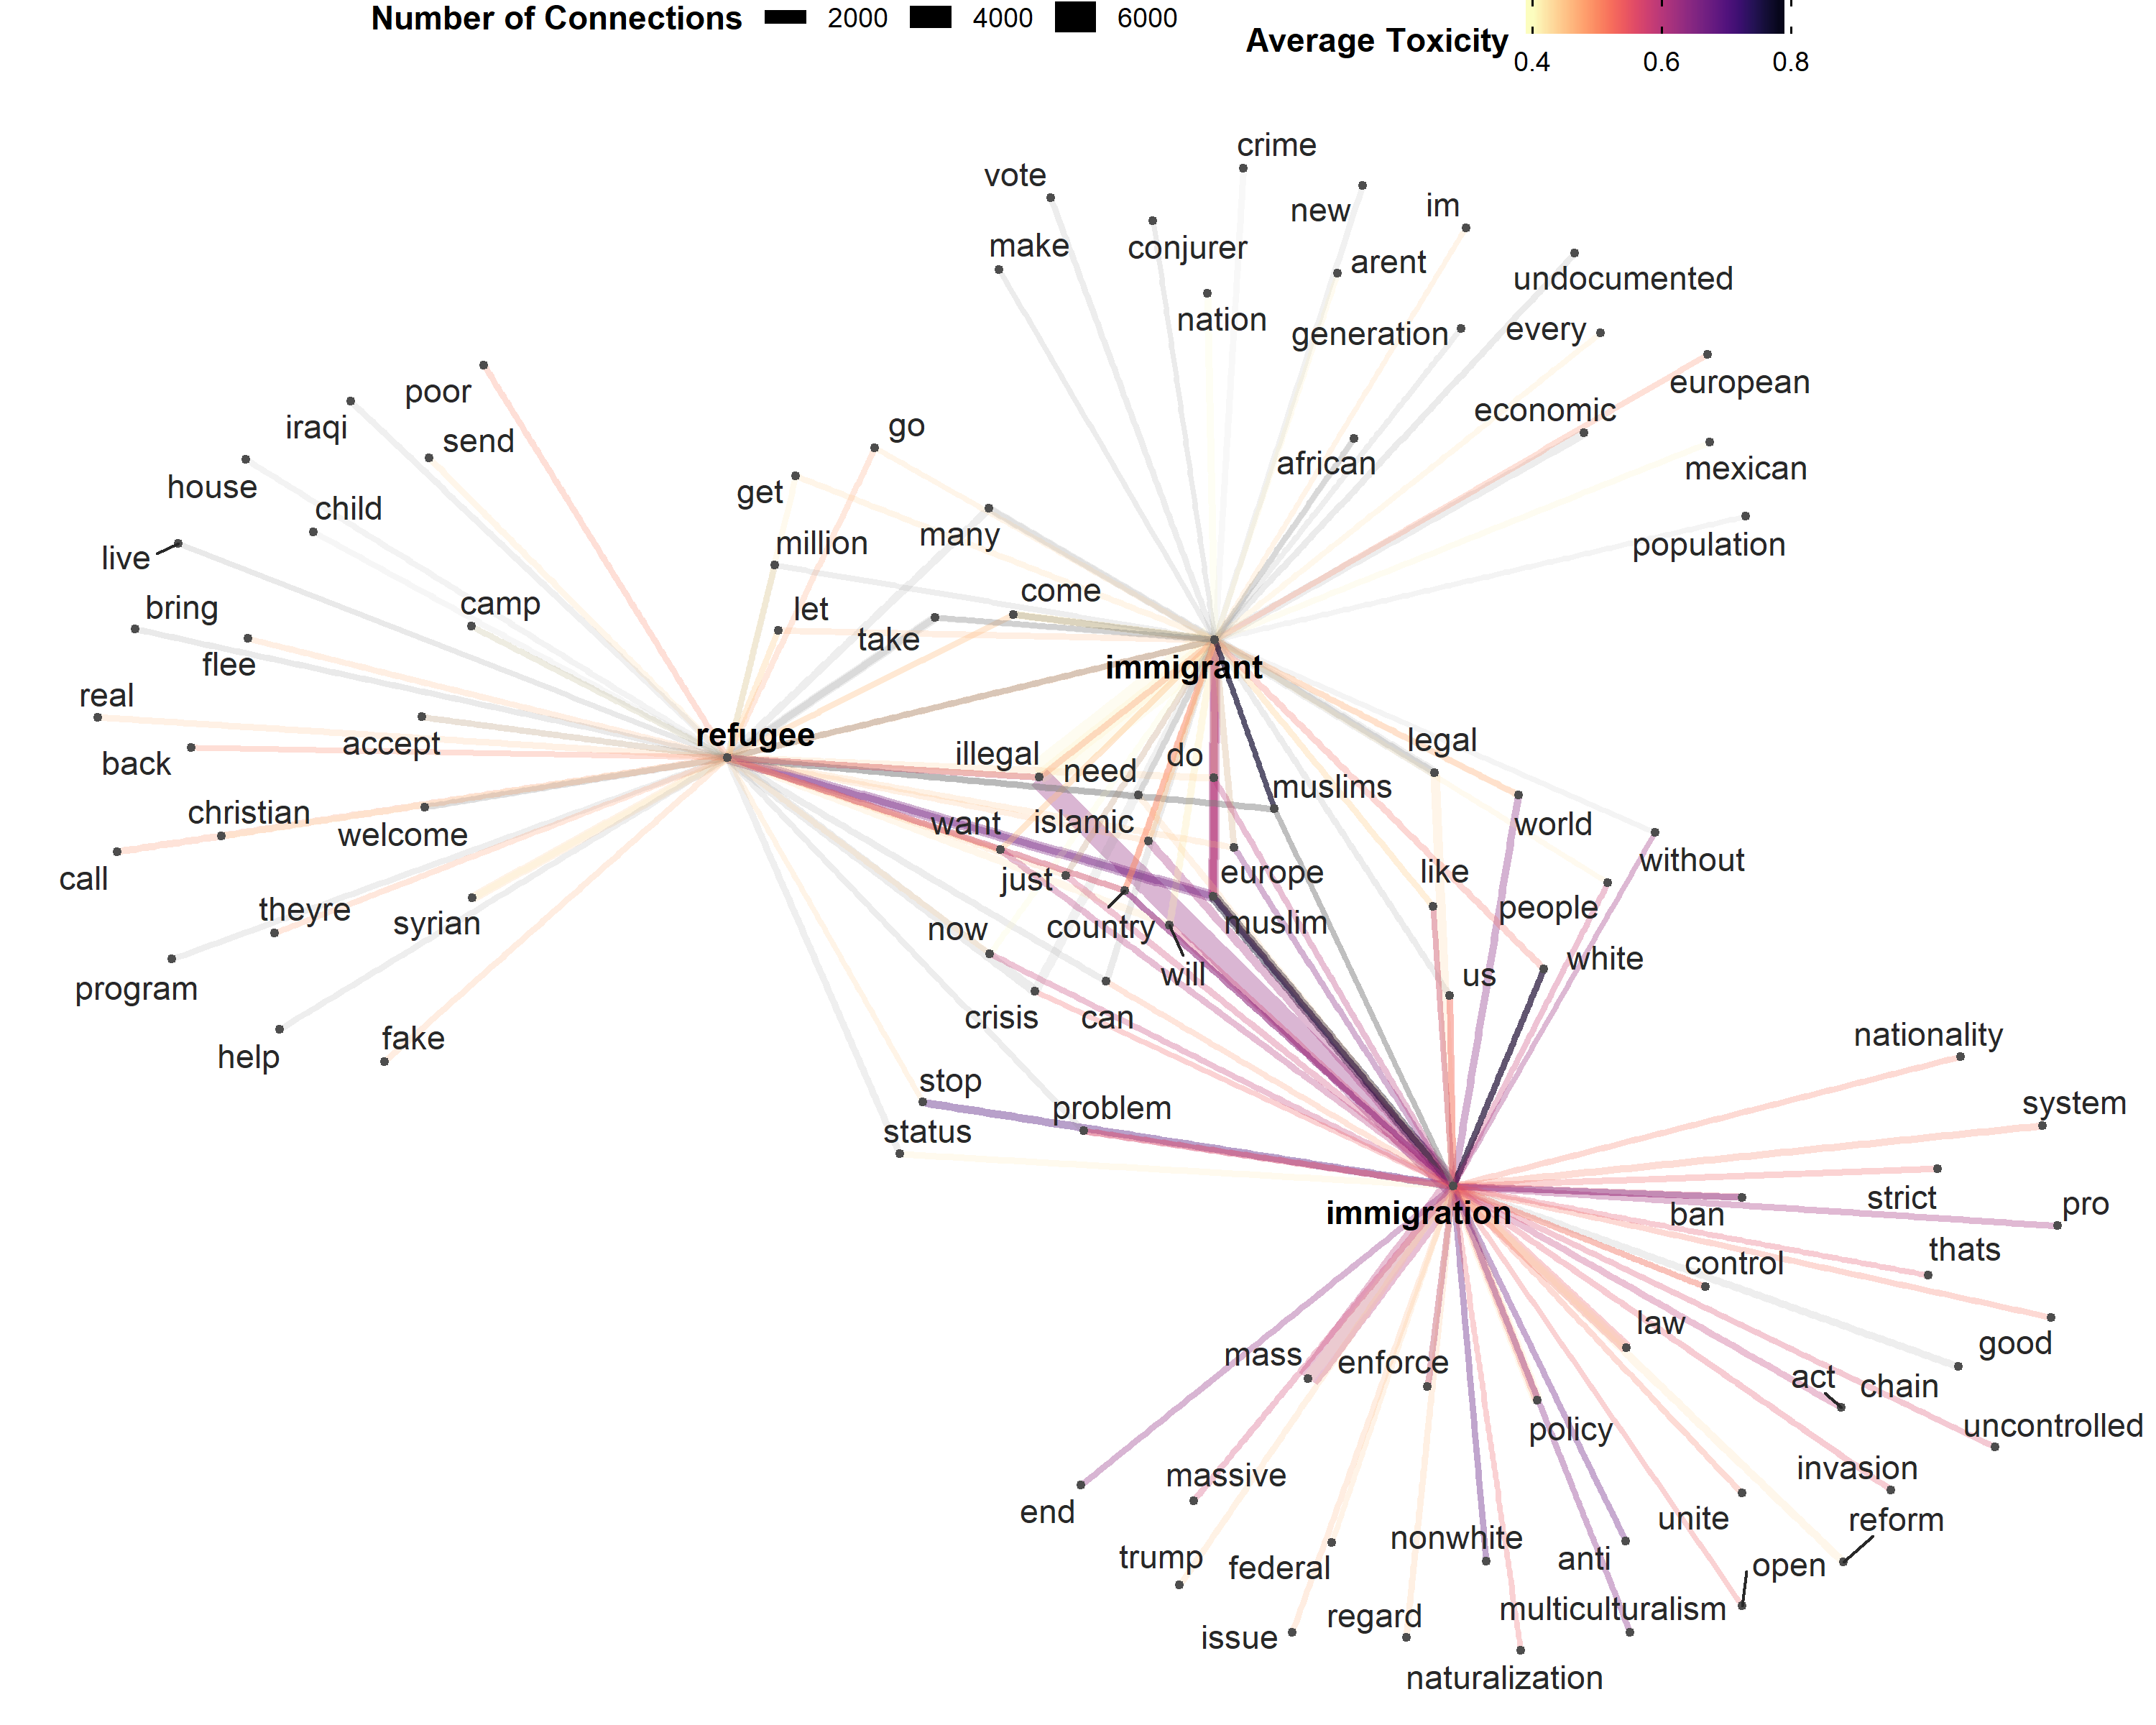 Number of Connections 2000 4000 6000
Average Toxicity 0.4 0.6 0.8
crime
vote
new
im
make
conjurer
arent
undocumented
nation
generation
every
poor
european
iraqi
send
go
economic
african
mexican
house
get
child
many
million
population
live
come
bring
camp
let
take
flee
immigrant
real
refugee
accept
legal
back
illegal
need
do
muslims
christian
welcome
want
islamic
world
call
just
europe
like
without
theyre
syrian
now
country
muslim
people
will
white
us
program
crisis
can
help
fake
nationality
stop
problem
system
status
immigration
ban
strict
pro
thats
control
law
good
mass
enforce
act
chain
policy
uncontrolled
massive
invasion
end
unite
reform
trump
federal
nonwhite
anti
open
issue
regard
multiculturalism
naturalization